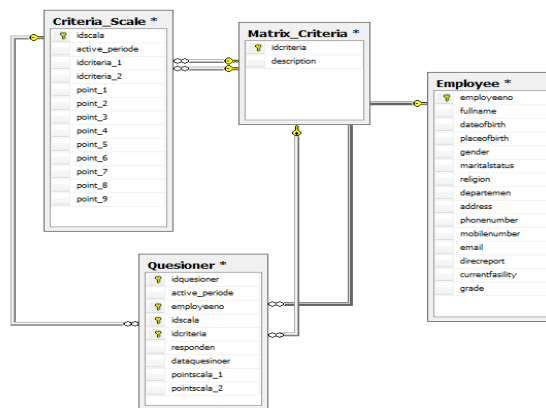 Criteria_Scale *
idscala
active_periode
idcriteria_1
idcriteria_2
point_1
point_2
point_3
point_4
point_5
point_6
point_7
point_8
point_9
Matrix_Criteria *
idcriteria
description
Employee *
employeeno
fullname
dateofbirth
placeofbirth
gender
maritalstatus
religion
departemen
address
phonenumber
mobilenumber
email
direcreport
currentfasility
grade
Quesioner *
idquesioner
active_periode
employeeno
idscala
idcriteria
responden
dataquesinoer
pointscala_1
pointscala_2